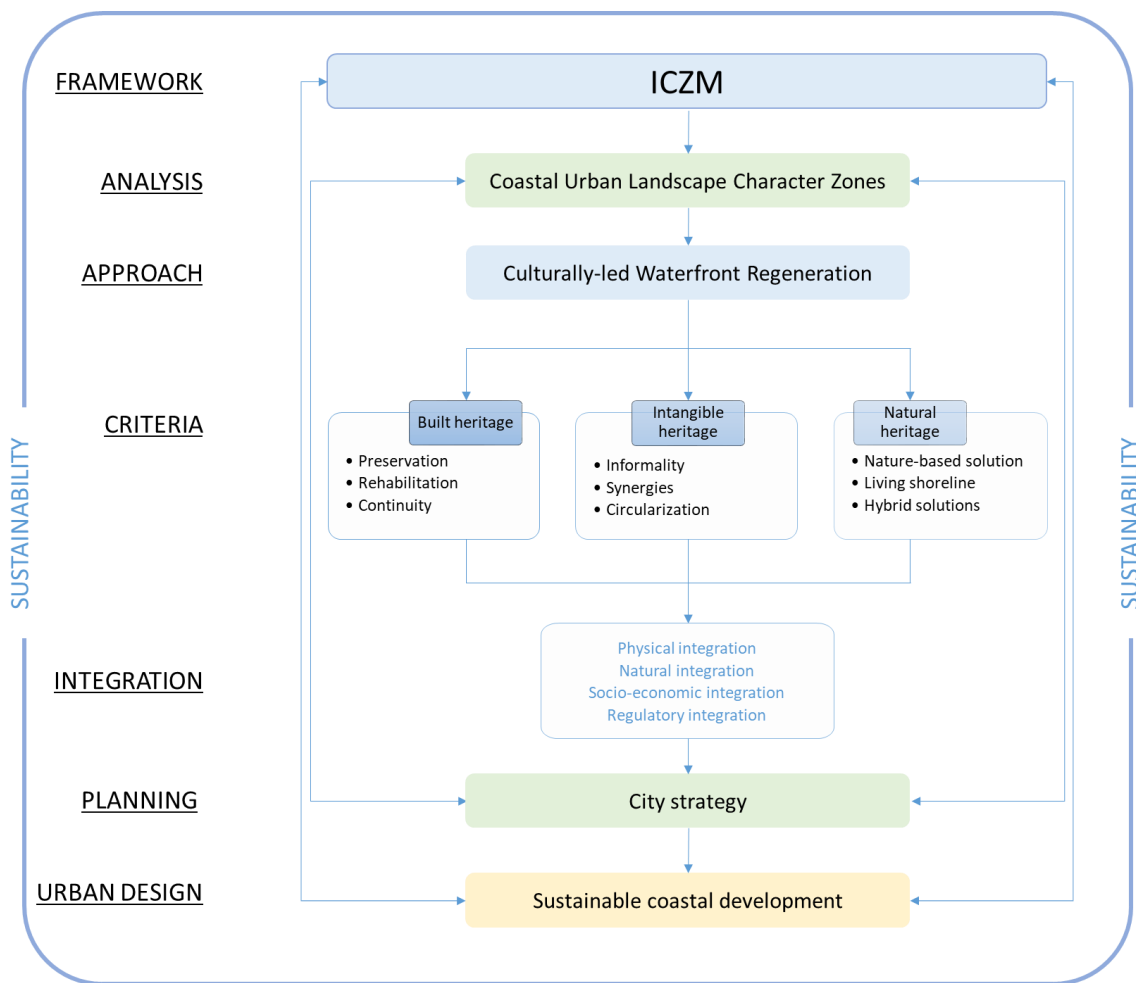 FRAMEWORK
ICZM
ANALYSIS
Coastal Urban Landscape Character Zones
APPROACH
Culturally-led Waterfront Regeneration
CRITERIA
Built heritage
• Preservation
• Rehabilitation
• Continuity
Intangible
heritage
• Informality
• Synergies
• Circularization
Natural
heritage
• Nature-based solution
• Living shoreline
• Hybrid solutions
SUSTAINABILITY
SUSTAINABILITY
INTEGRATION
Physical integration
Natural integration
Socio-economic integration
Regulatory integration
PLANNING
City strategy
URBAN DESIGN
Sustainable coastal development